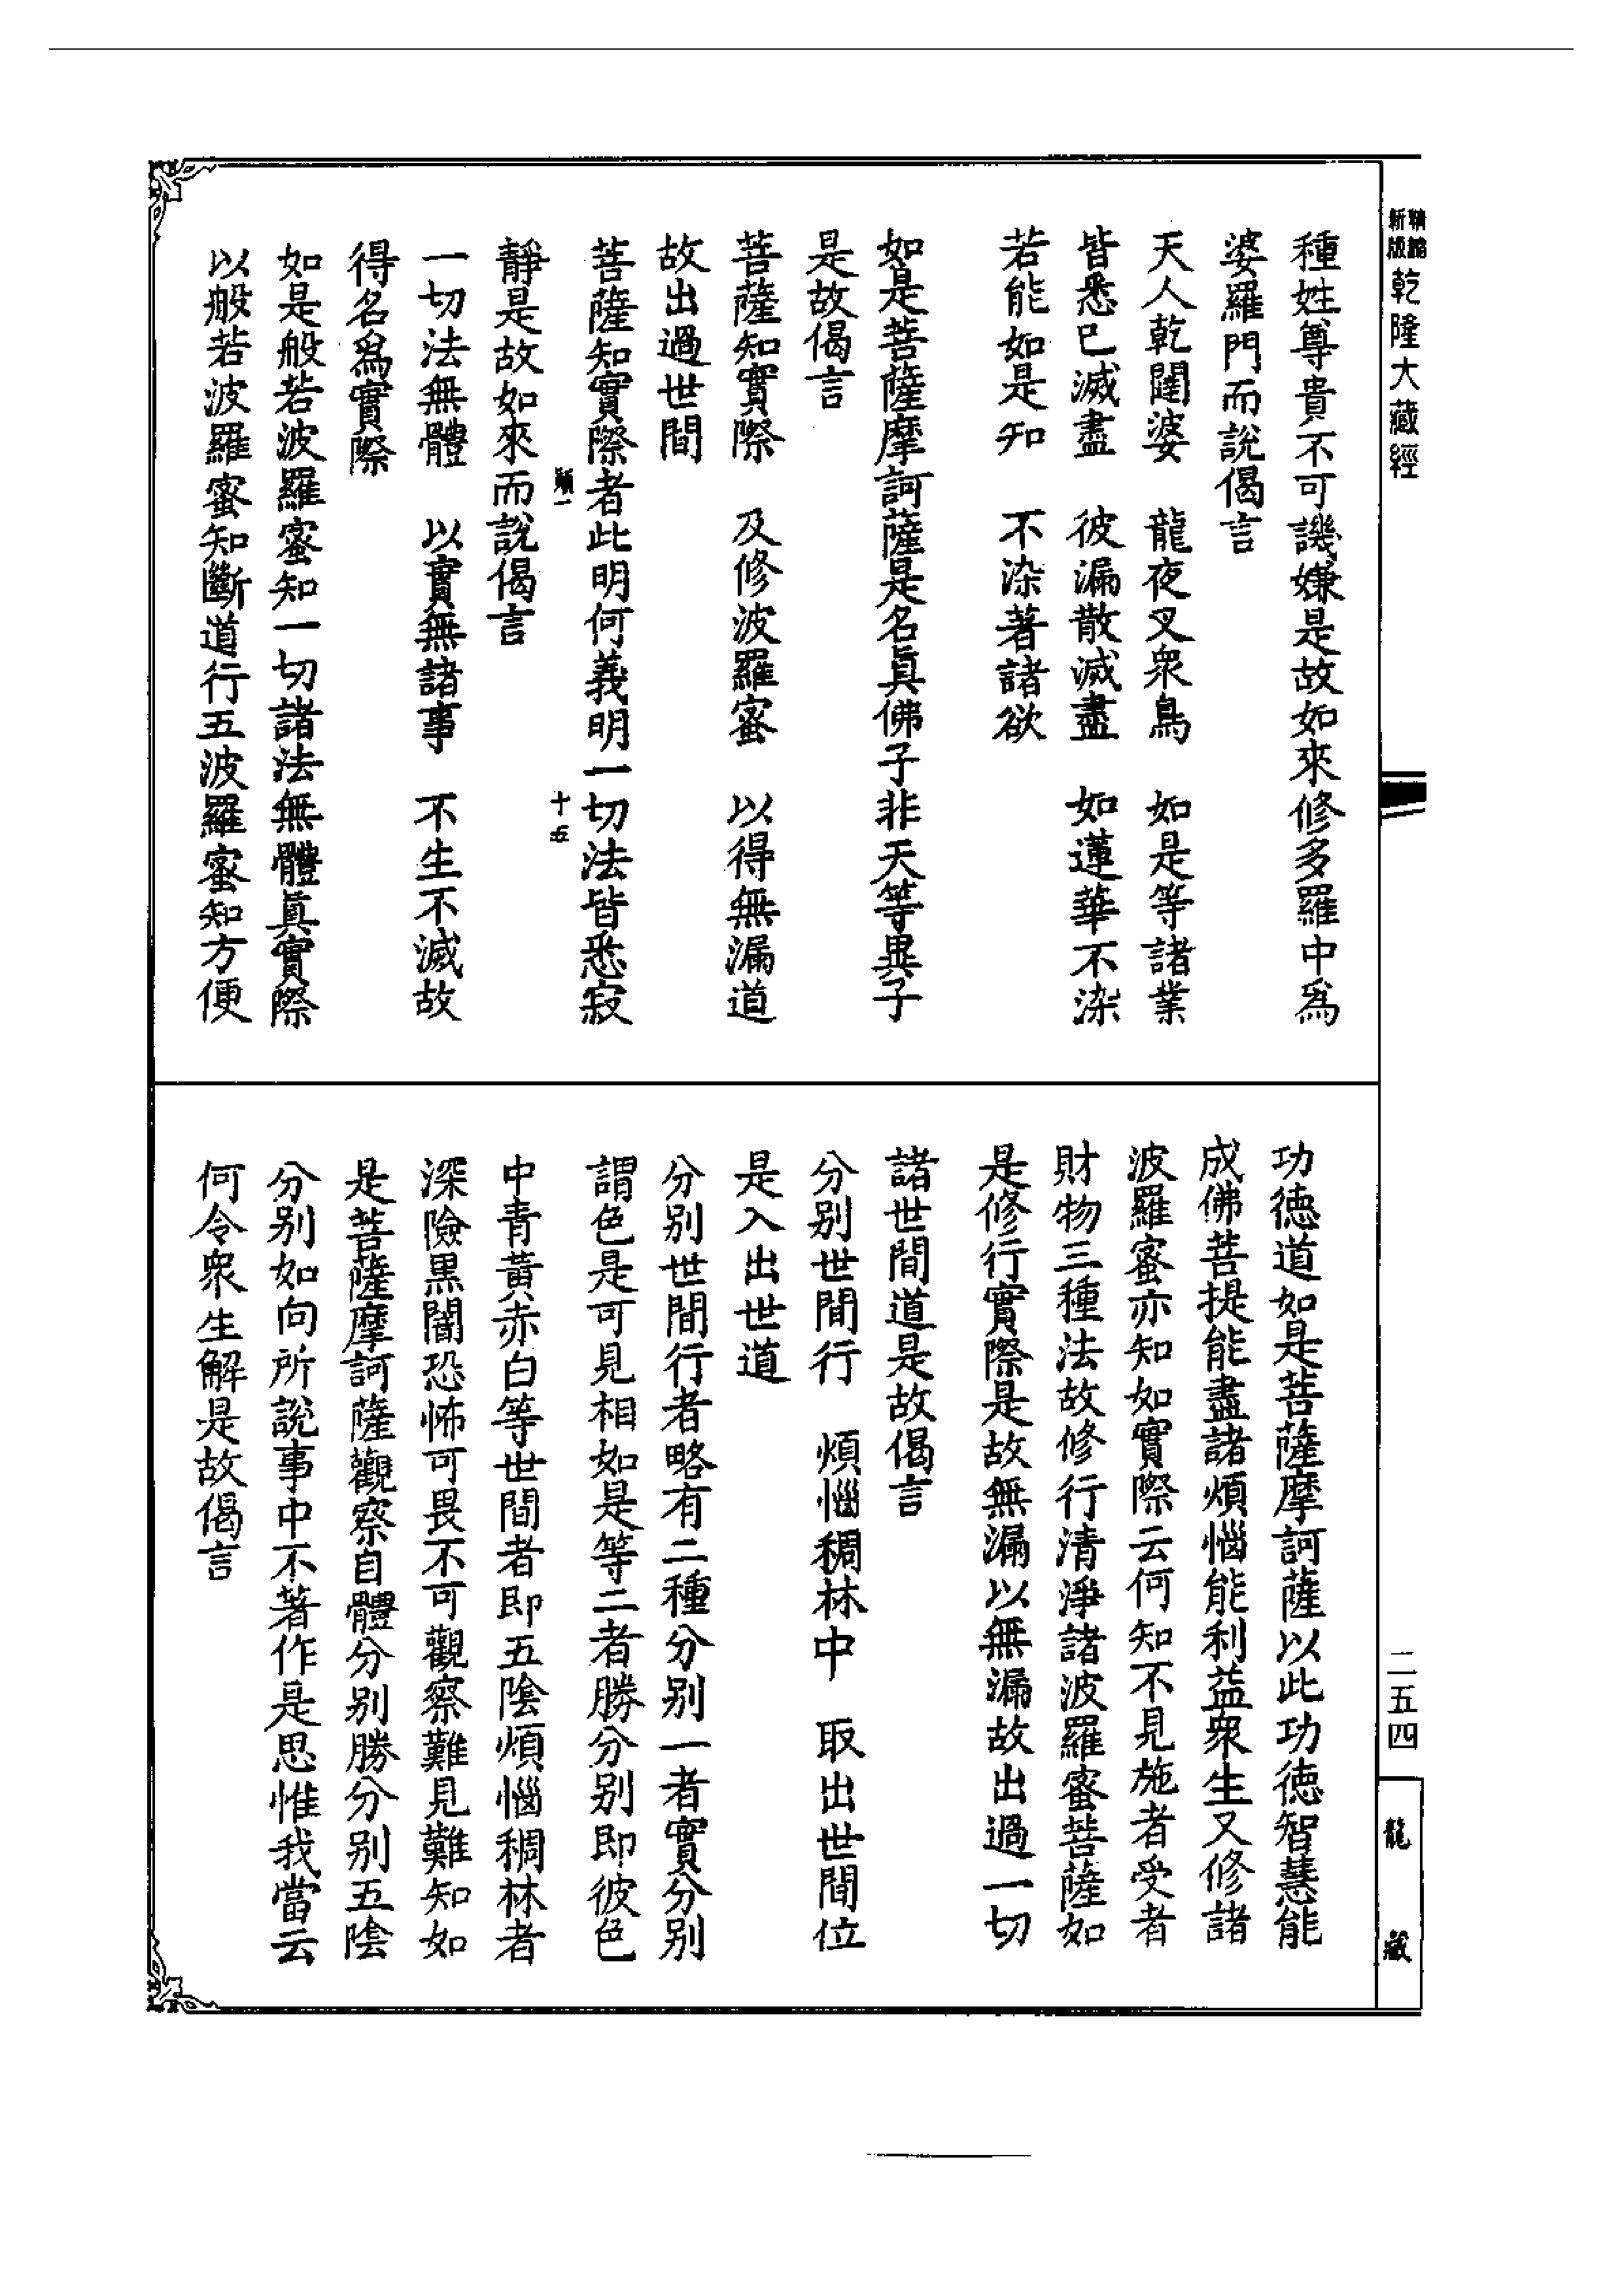 精縮新版乾隆大藏經
二五四
龍藏
種姓尊貴不可譏嫌是故如來修多羅中爲
婆羅門而說偈言
天人乾闥婆　龍夜叉衆鳥　如是等諸業
皆悉已滅盡　彼漏散滅盡　如蓮華不染
若能如是知　不染著諸欲
如是菩薩摩訶薩是名眞佛子非天等異子
是故偈言
菩薩知實際　及修波羅蜜　以得無漏道
故出過世間
菩薩知實際者此明何義明一切法皆悉寂
十五
靜是故如來而說偈言
一切法無體　以實無諸事　不生不滅故
得名爲實際
如是般若波羅蜜知一切諸法無體眞實際
以般若波羅蜜知斷道行五波羅蜜知方便
功德道如是菩薩摩訶薩以此功德智慧能
成佛菩提能盡諸煩惱能利益衆生又修諸
波羅蜜亦知如實際云何知不見施者受者
財物三種法故修行清淨諸波羅蜜菩薩如
是修行實際是故無漏以無漏故出過一切
諸世間道是故偈言
分别世間行　煩惱稠林中　取出世間位
是入出世道
分别世間行者略有二種分别一者實分别
謂色是可見相如是等二者勝分别即彼色
中青黃赤白等世間者即五陰煩惱稠林者
深險黑闇恐怖可畏不可觀察難見難知如
是菩薩摩訶薩觀察自體分别勝分别五陰
分别如向所說事中不著作是思惟我當云
何令衆生解是故偈言